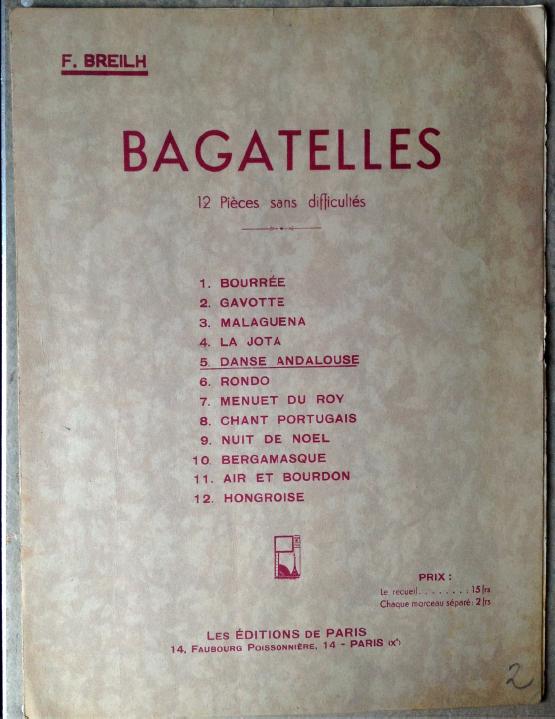 F. BREILH
BAGATELLES
12 Pièces sans difficultés
1. BOURRÉE
2. GAVOTTE
3. MALAGUENA
4. LA JOTA
5. DANSE ANDALOUSE
6. RONDO
7. MENUET DU ROY
8. CHANT PORTUGAIS
9. NUIT DE NOEL
10. BERGAMASQUE
11. AIR ET BOURDON
12. HONGROISE
PRIX :
Le recueil. . . . . . . . : 15 frs
Chaque morceau séparé : 2 frs
LES ÉDITIONS DE PARIS
14, FAUBOURG POISSONNIÈRE, 14 - PARIS (Xᵉ)
2